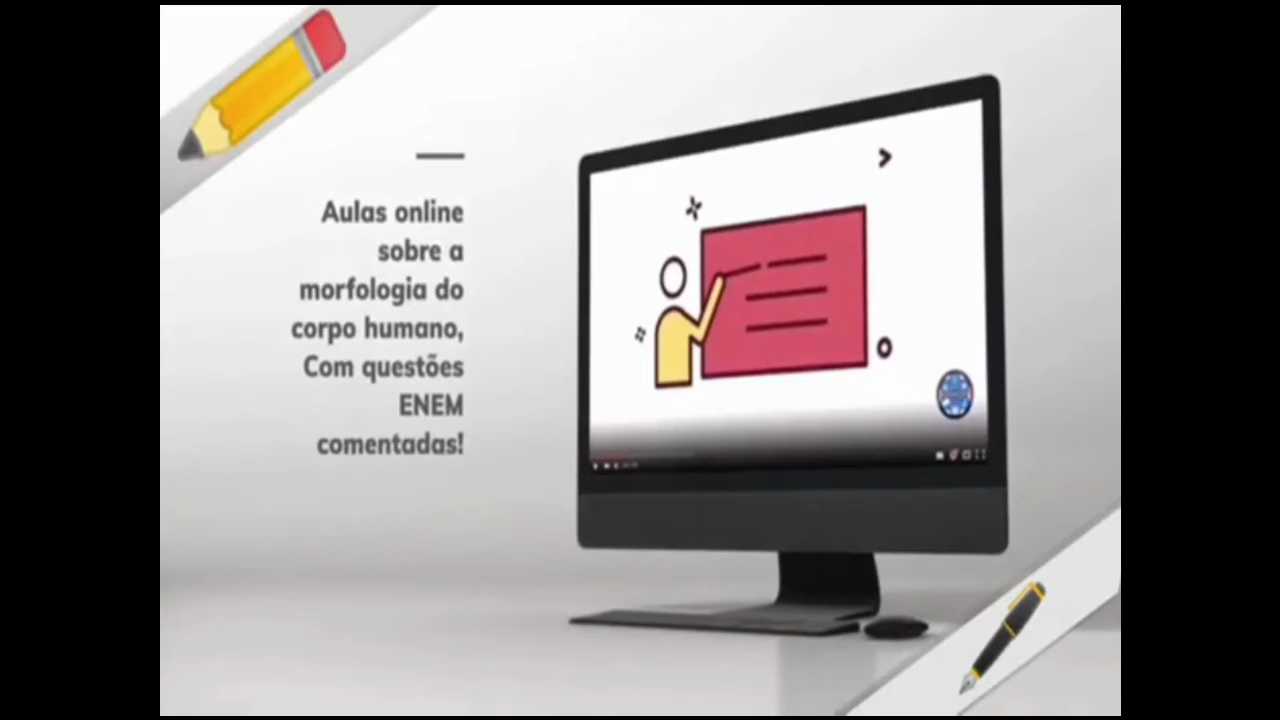 Aulas online
sobre a
morfologia do
corpo humano,
Com questões
ENEM
comentadas!